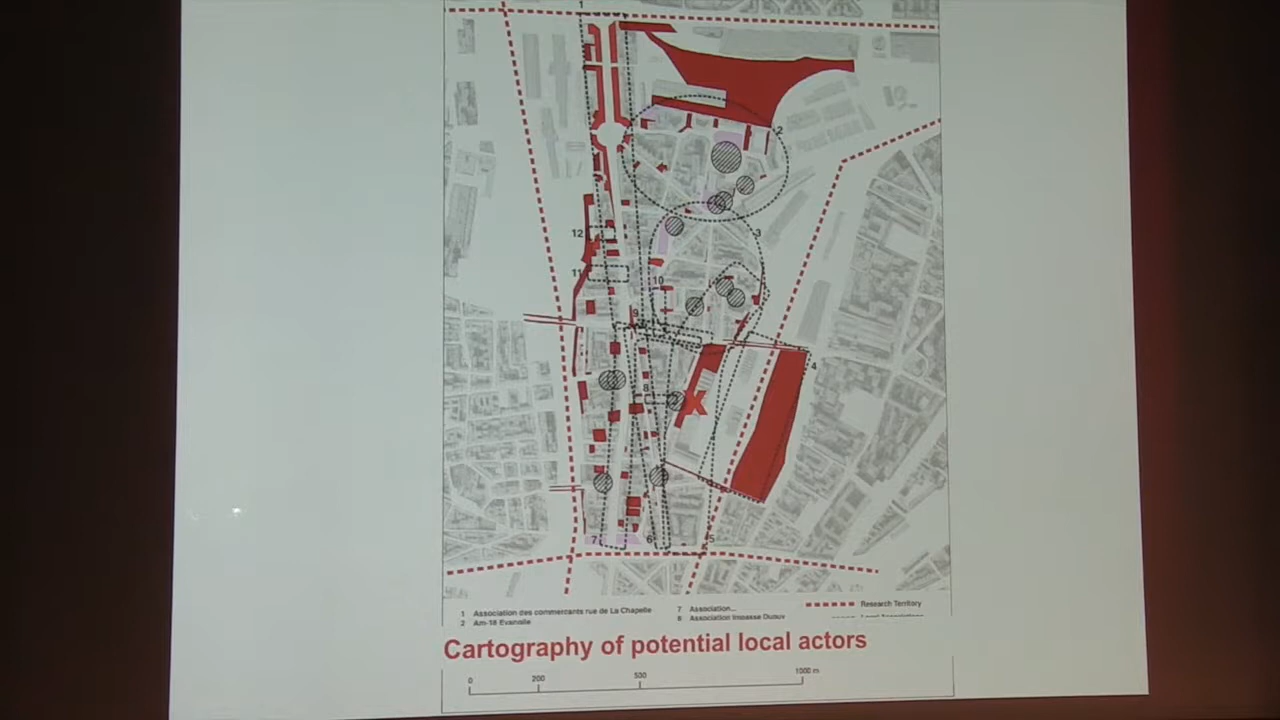 1
2
3
12
11
10
9
4
8
7
6
5
1 Association des commercants rue de La Chapelle
2 Am-18 Evangile
7 Association...
8 Association Impasse Dupuy
Research Territory
Cartography of potential local actors
0 200 500 1000 m